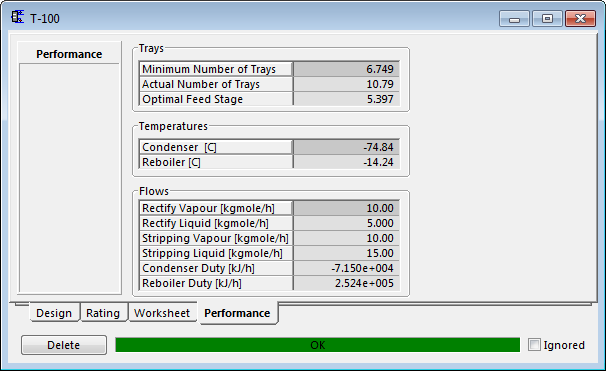 T-100
Performance
Trays
Minimum Number of Trays 6.749
Actual Number of Trays 10.79
Optimal Feed Stage 5.397
Temperatures
Condenser [C] -74.84
Reboiler [C] -14.24
Flows
Rectify Vapour [kgmole/h] 10.00
Rectify Liquid [kgmole/h] 5.000
Stripping Vapour [kgmole/h] 10.00
Stripping Liquid [kgmole/h] 15.00
Condenser Duty [kJ/h] -7.150e+004
Reboiler Duty [kJ/h] 2.524e+005
Design Rating Worksheet Performance
Delete OK Ignored